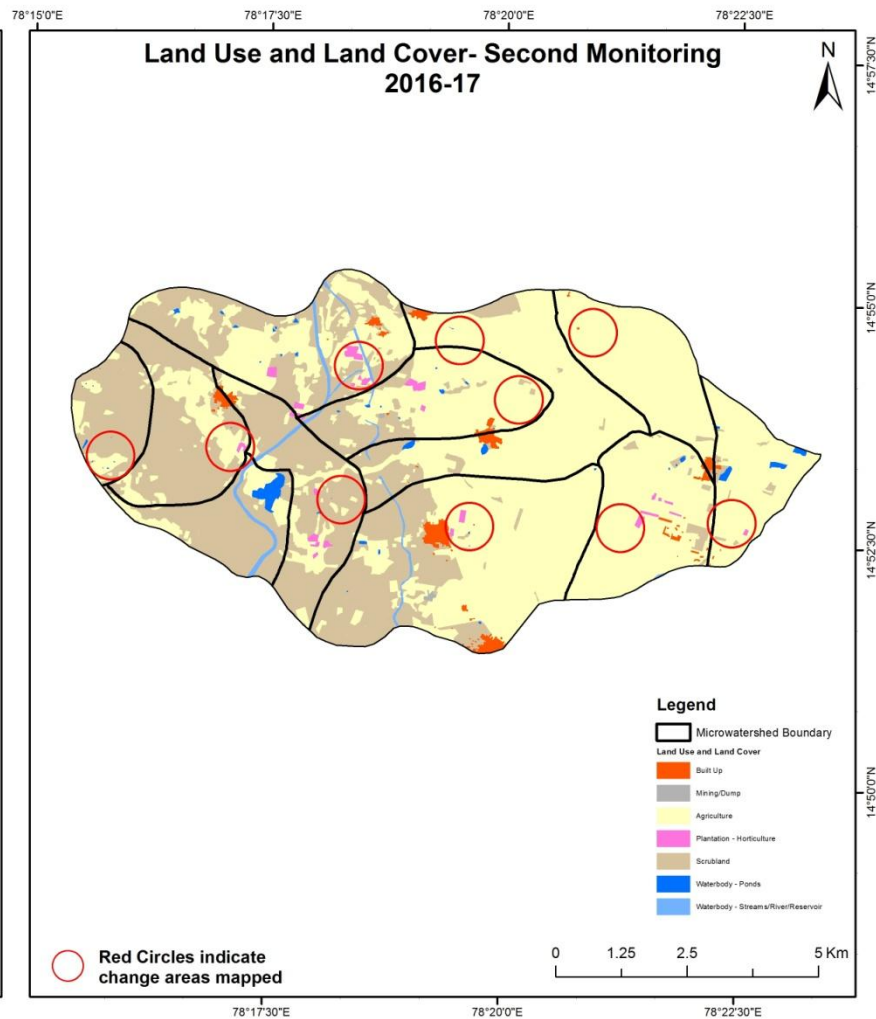 78°15'0"E 78°17'30"E 78°20'0"E 78°22'30"E
Land Use and Land Cover- Second Monitoring
2016-17
N
14°57'30"N
14°55'0"N
14°52'30"N
14°50'0"N
Legend
Microwatershed Boundary
Land Use and Land Cover
Built Up
Mining/Dump
Agriculture
Plantation - Horticulture
Scrubland
Waterbody - Ponds
Waterbody - Streams/River/Reservoir
Red Circles indicate
change areas mapped
0 1.25 2.5 5 Km
78°17'30"E 78°20'0"E 78°22'30"E